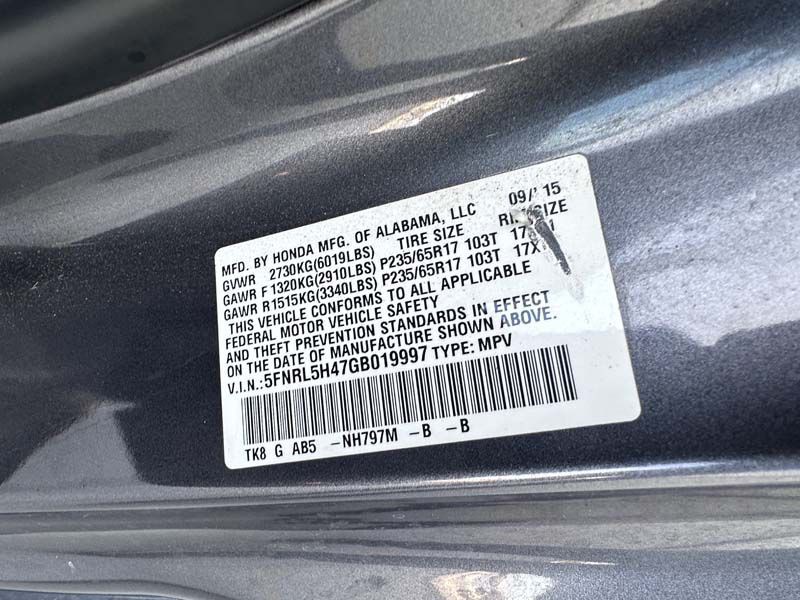 MFD. BY HONDA MFG. OF ALABAMA, LLC 09/ 15
GVWR 2730KG(6019LBS) TIRE SIZE SIZE
GAWR F1320KG(2910LBS)P235/65R17 103T
GAWR R1515KG(3340LBS)P235/65R17 103T
THIS VEHICLE CONFORMS TO ALL APPLICABLE
FEDERAL MOTOR VEHICLE SAFETY
AND THEFT PREVENTION STANDARDS IN EFFECT
ON THE DATE OF MANUFACTURE SHOWN ABOVE.
V.I.N.:5FNRL5H47GB019997 TYPE: MPV
TK8 G AB5 -NH797M -B -B